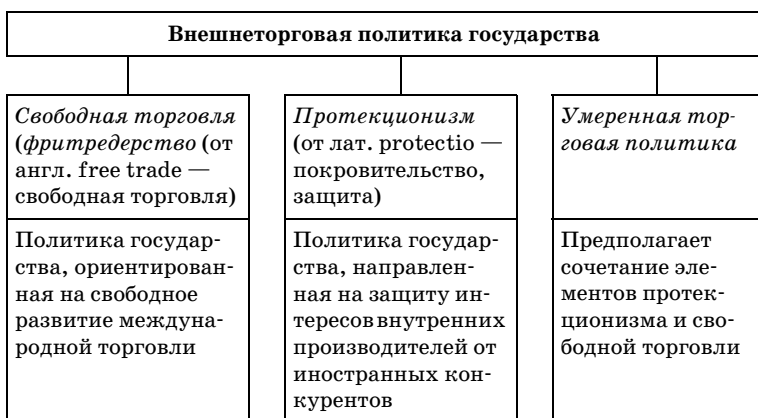 Внешнеторговая политика государства
Свободная торговля
(фритредерство (от
англ. free trade —
свободная торговля)
Политика государ-
ства, ориентирован-
ная на свободное
развитие междуна-
родной торговли
Протекционизм
(от лат. protectio —
покровительство,
защита)
Политика государ-
ства, направлен-
ная на защиту ин-
тересов внутренних
производителей от
иностранных кон-
курентов
Умеренная тор-
говая политика
Предполагает
сочетание эле-
ментов протек-
ционизма и сво-
бодной торговли